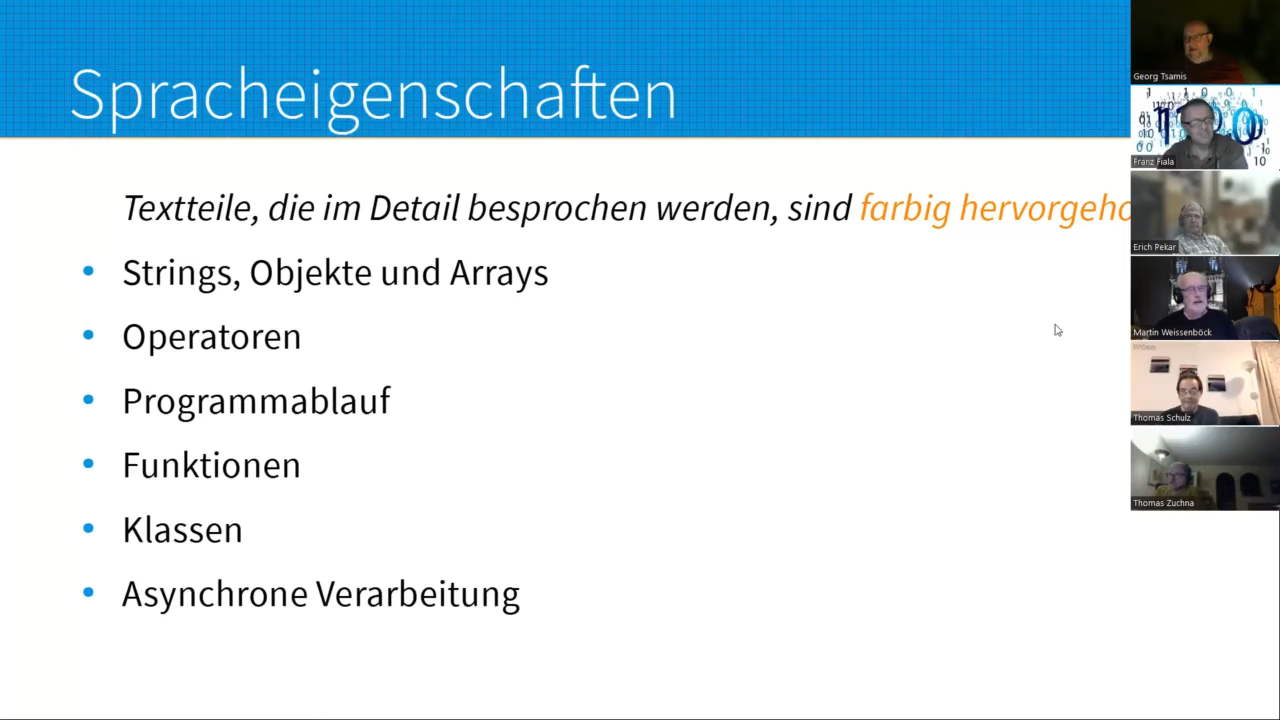 Spracheigenschaften
Textteile, die im Detail besprochen werden, sind farbig hervorgeho
Strings, Objekte und Arrays
Operatoren
Programmablauf
Funktionen
Klassen
Asynchrone Verarbeitung
Georg Tsamis
Franz Fiala
Erich Pekar
Martin Weissenböck
Thomas Schulz
Thomas Zuchna